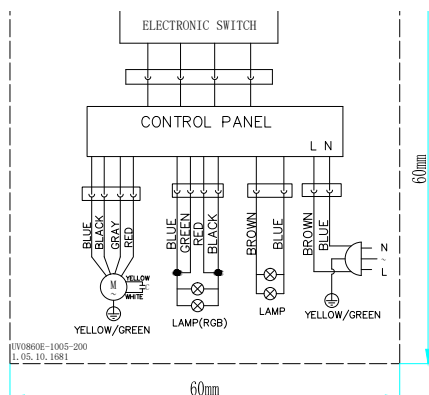 ELECTRONIC SWITCH
CONTROL PANEL
L N
BLUE
BLACK
GRAY
RED
BLUE
GREEN
RED
BLACK
BROWN
BLUE
BROWN
BLUE
N
~
L
M
~
YELLOW
WHITE
YELLOW/GREEN
LAMP(RGB)
LAMP
YELLOW/GREEN
UV0860E-1005-200
1.05.10.1681
60mm
60mm